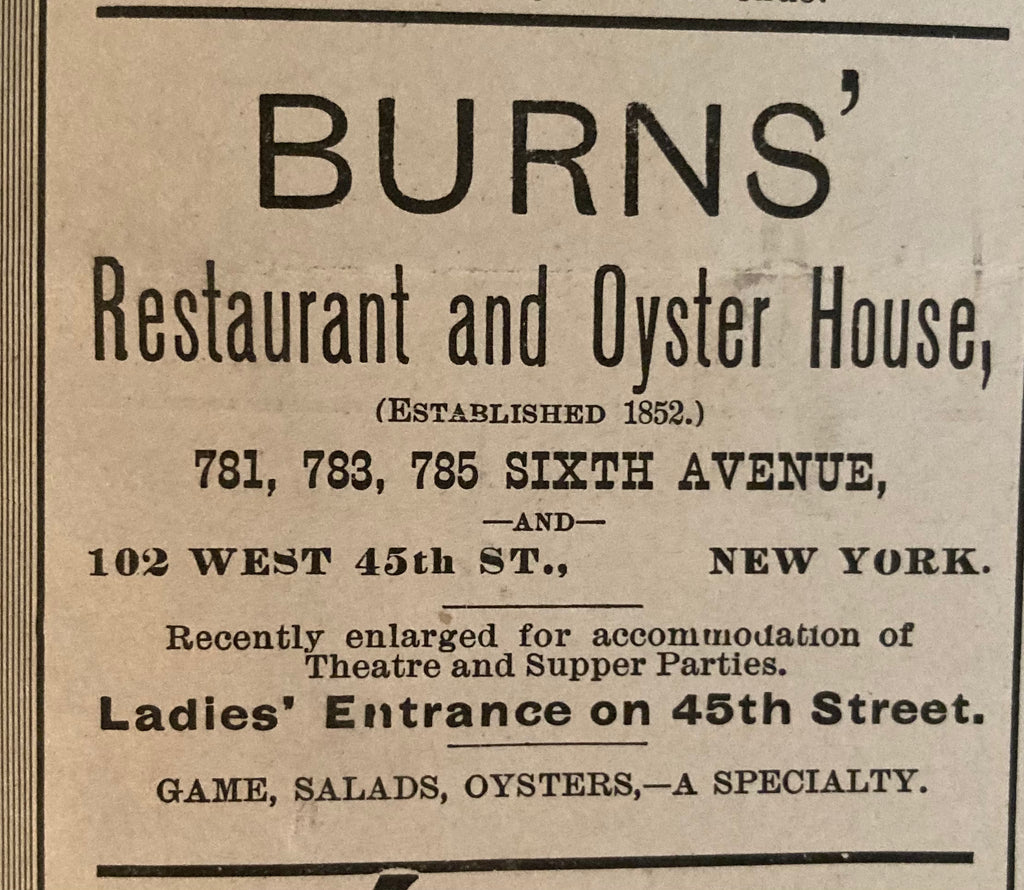 BURNS'
Restaurant and Oyster House,
(ESTABLISHED 1852.)
781, 783, 785 SIXTH AVENUE,
—AND—
102 WEST 45th ST., NEW YORK.
Recently enlarged for accommodation of
Theatre and Supper Parties.
Ladies' Entrance on 45th Street.
GAME, SALADS, OYSTERS,—A SPECIALTY.